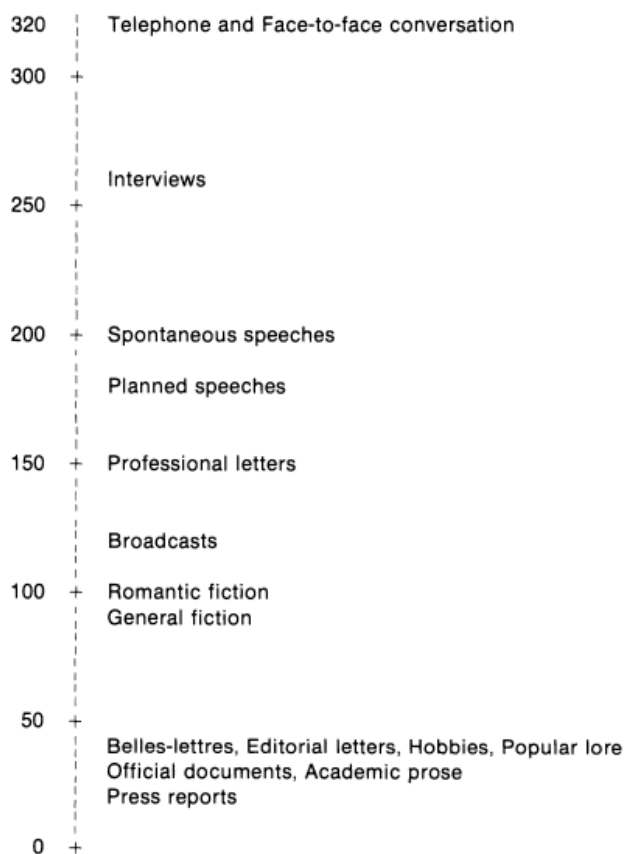 320 Telephone and Face-to-face conversation
300
Interviews
250
200 Spontaneous speeches
Planned speeches
150 Professional letters
Broadcasts
100 Romantic fiction
General fiction
50
Belles-lettres, Editorial letters, Hobbies, Popular lore
Official documents, Academic prose
Press reports
0